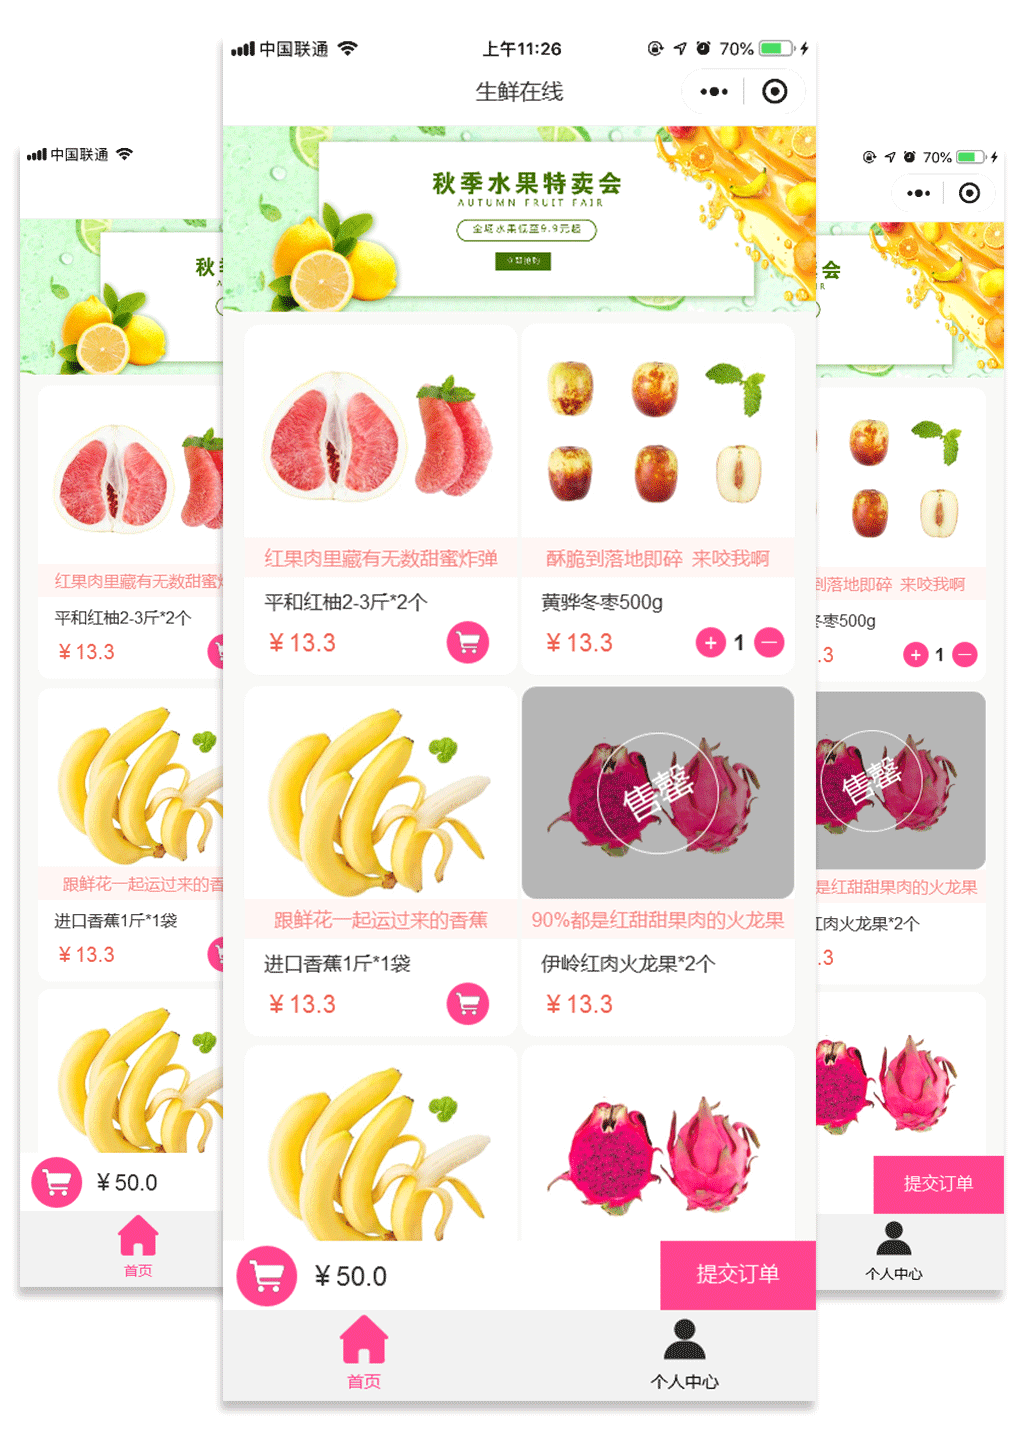 中国联通
上午11:26
70%
生鲜在线
秋季水果特卖会
AUTUMN FRUIT FAIR
全场水果低至9.9元起
立即抢购
红果肉里藏有无数甜蜜炸弹
酥脆到落地即碎 来咬我啊
平和红柚2-3斤*2个
黄骅冬枣500g
¥13.3
¥13.3
1
售罄
跟鲜花一起运过来的香蕉
90%都是红甜甜果肉的火龙果
进口香蕉1斤*1袋
伊岭红肉火龙果*2个
¥13.3
¥13.3
¥50.0
提交订单
首页
个人中心
中国联通
秋
红果肉里藏有无数甜蜜
平和红柚2-3斤*2个
¥13.3
跟鲜花一起运过来的香
进口香蕉1斤*1袋
¥13.3
¥50.0
首页
70%
会
到落地即碎 来咬我啊
冬枣500g
.3
1
售罄
是红甜甜果肉的火龙果
红肉火龙果*2个
.3
提交订单
个人中心